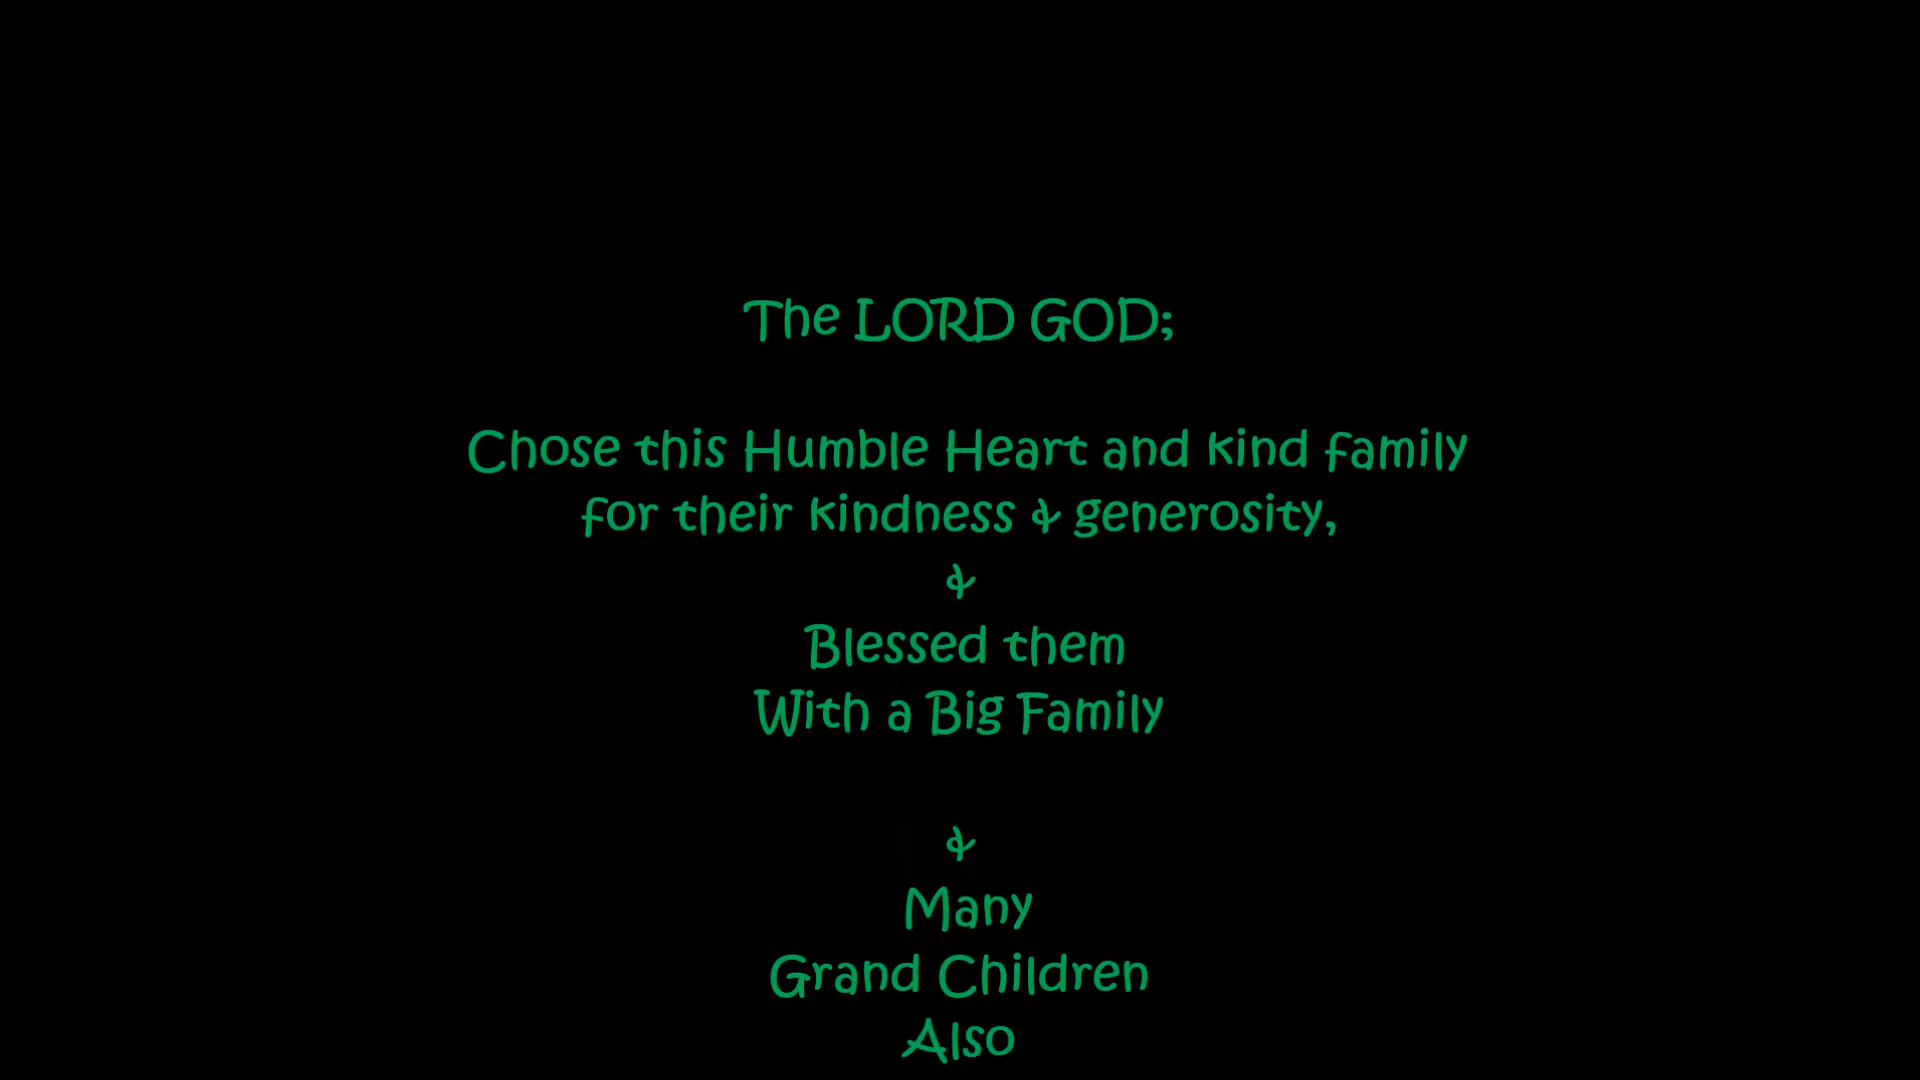 The LORD GOD;
Chose this Humble Heart and kind family
for their kindness & generosity,
&
Blessed them
With a Big Family
&
Many
Grand Children
Also